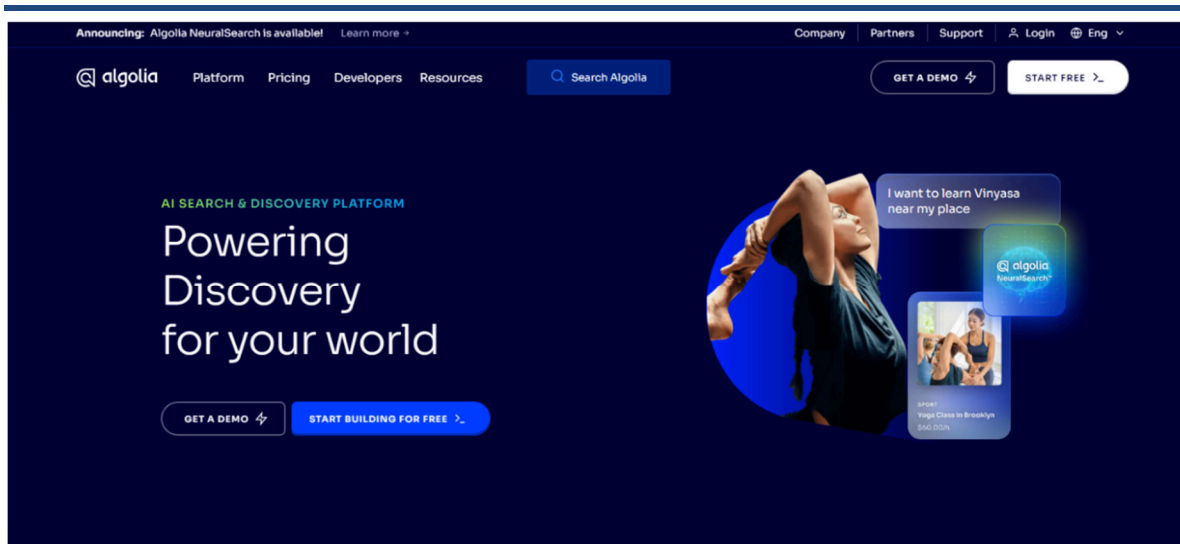 Announcing: Algolia NeuralSearch is available! Learn more →
Company Partners Support Login Eng
algolia Platform Pricing Developers Resources Search Algolia GET A DEMO START FREE >_
AI SEARCH & DISCOVERY PLATFORM
Powering
Discovery
for your world
GET A DEMO START BUILDING FOR FREE >_
I want to learn Vinyasa
near my place
algolia
NeuralSearch
SPORT
Yoga Class in Brooklyn
$60.00/h